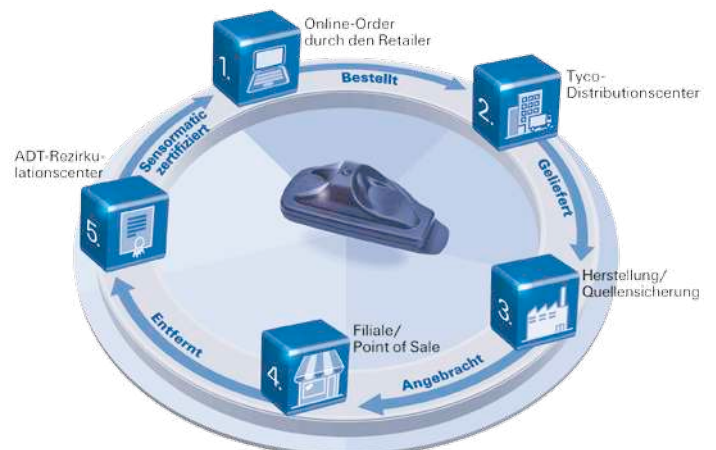 1.
Online-Order
durch den Retailer
Bestellt
2.
Tyco-
Distributionscenter
Geliefert
3.
Herstellung/
Quellensicherung
Angebracht
4.
Filiale/
Point of Sale
Entfernt
5.
ADT-Rezirku-
lationscenter
Sensormatic
zertifiziert